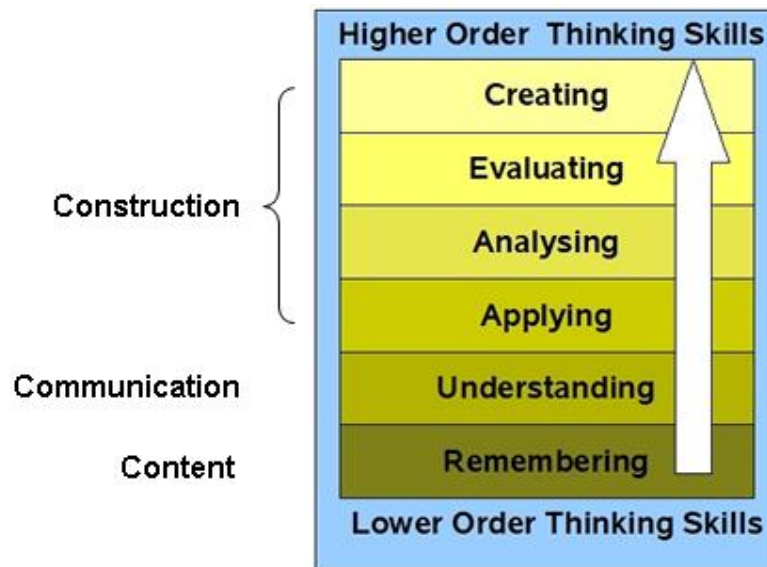 Higher Order Thinking Skills
Creating
Evaluating
Construction
Analysing
Applying
Communication
Understanding
Content
Remembering
Lower Order Thinking Skills